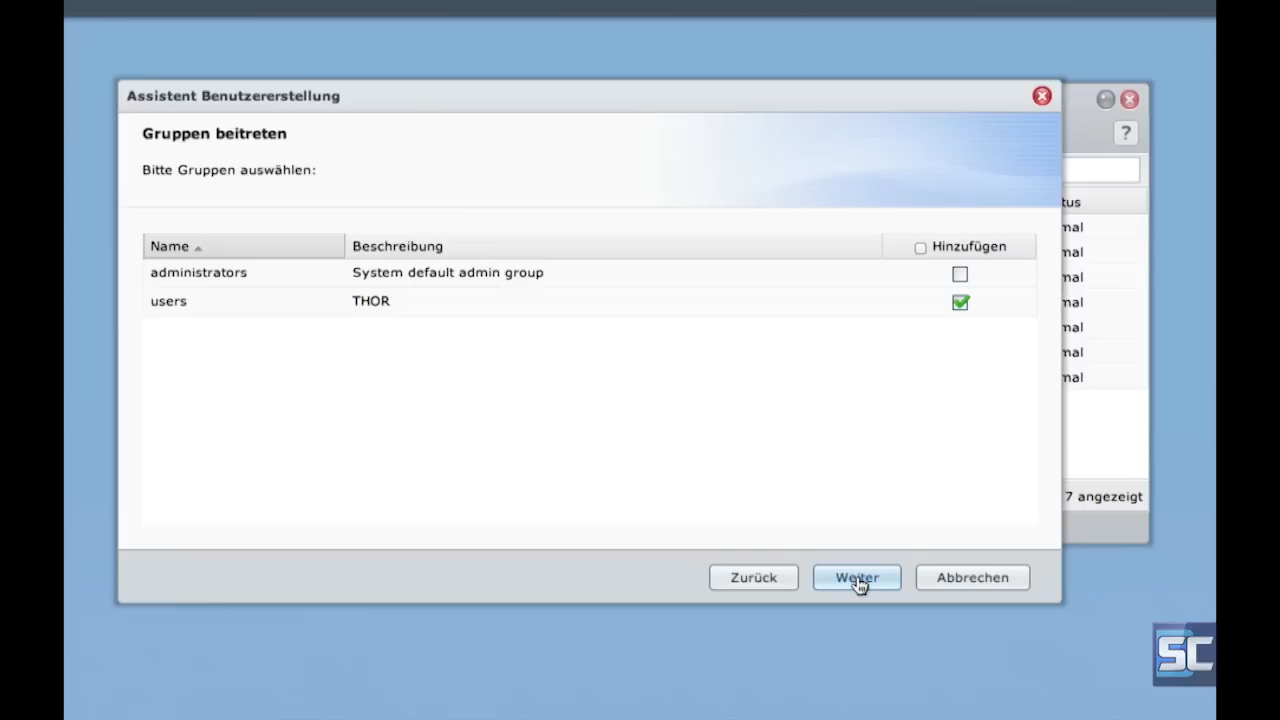 Assistent Benutzererstellung
Gruppen beitreten
?
Bitte Gruppen auswählen:
tus
Name Beschreibung Hinzufügen
mal
administrators System default admin group
mal
mal
users THOR
mal
mal
mal
mal
7 angezeigt
Zurück Weiter Abbrechen
SC